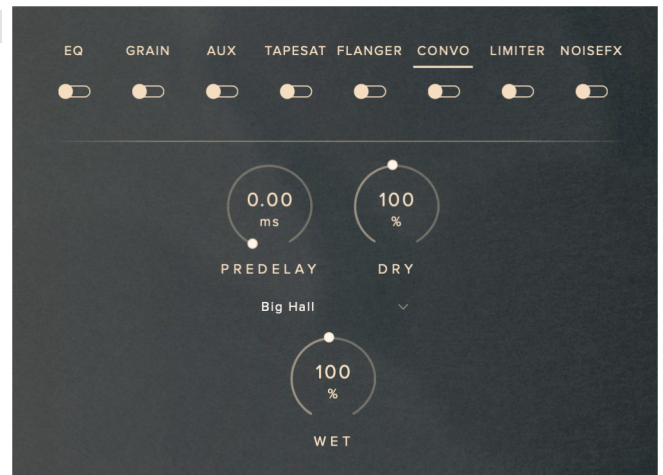 EQ GRAIN AUX TAPESAT FLANGER CONVO LIMITER NOISEFX
0.00 100
ms %
PREDELAY DRY
Big Hall
100
%
WET